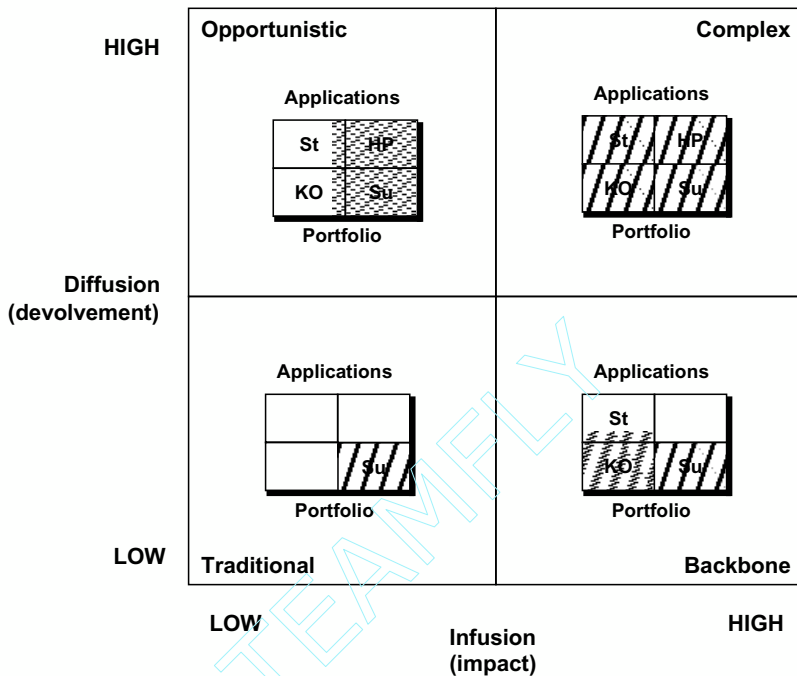 Opportunistic
Complex
HIGH
Applications
St
HP
KO
Su
Portfolio
Applications
St
HP
KO
Su
Portfolio
Diffusion
(devolvement)
Applications
Su
Portfolio
Applications
St
KO
Su
Portfolio
LOW
Traditional
Backbone
LOW
Infusion
(impact)
HIGH
TEAMFLY